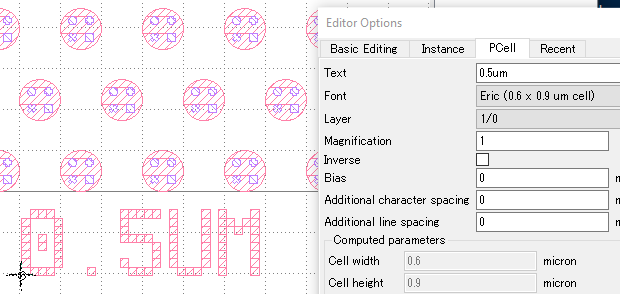 Editor Options
Basic Editing Instance PCell Recent
Text 0.5um
Font Eric (0.6 x 0.9 um cell)
Layer 1/0
Magnification 1
Inverse
Bias 0
Additional character spacing 0
Additional line spacing 0
Computed parameters
Cell width 0.6 micron
Cell height 0.9 micron
0.5UM